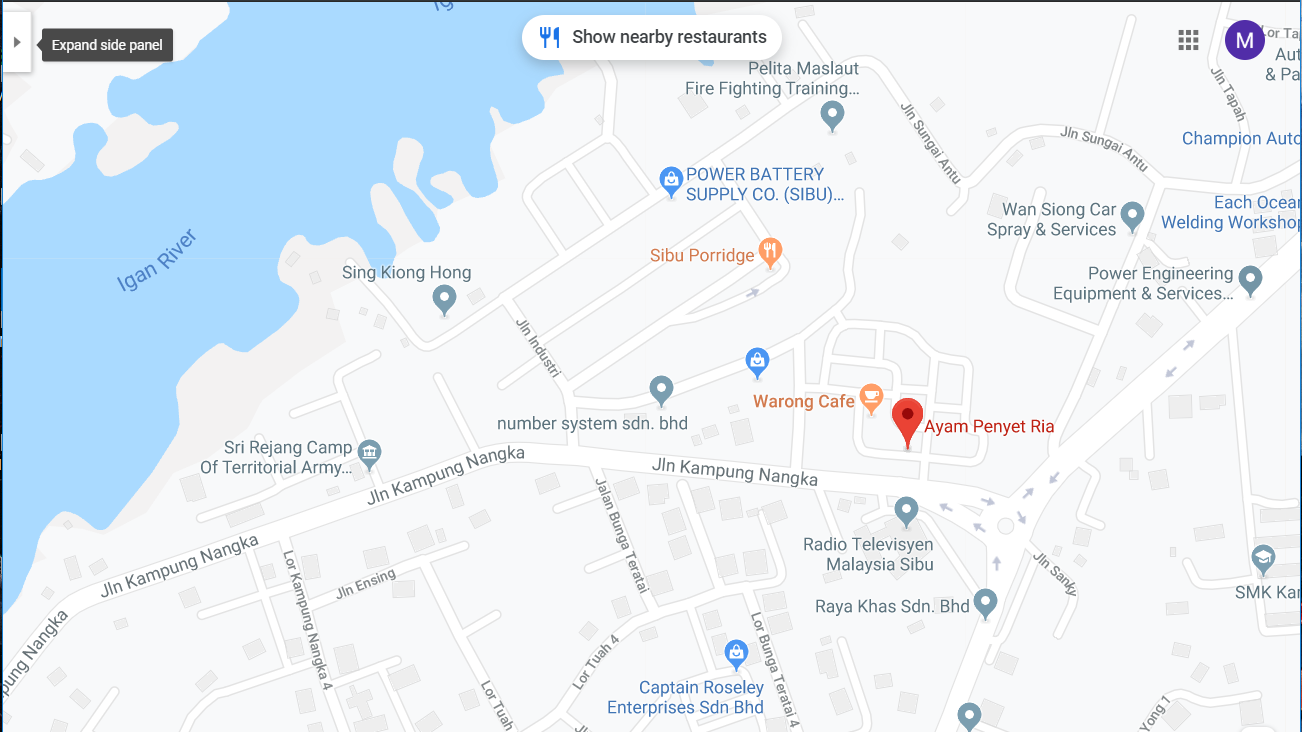 Ig
Expand side panel
Show nearby restaurants
M
Lor Ta
Aut
& Pa
Pelita Maslaut
Fire Fighting Training...
Jln Tapah
Jln Sungai Antu
Jln Sungai Antu
Champion Auto
POWER BATTERY
SUPPLY CO. (SIBU)...
Wan Siong Car
Spray & Services
Each Ocean
Welding Workshop
Igan River
Sibu Porridge
Sing Kiong Hong
Power Engineering
Equipment & Services...
Jln Industri
Warong Cafe
number system sdn. bhd
Ayam Penyet Ria
Sri Rejang Camp
Of Territorial Army...
Jln Kampung Nangka
Jln Kampung Nangka
Jalan Bunga Teratai
Radio Televisyen
Malaysia Sibu
Jln Kampung Nangka
Lor Kampung Nangka 4
Jln Ensing
Jln Sanky
SMK Kar
Raya Khas Sdn. Bhd
pung Nangka
Lor Tuah 4
Lor Bunga Teratai 4
Captain Roseley
Enterprises Sdn Bhd
Lor Tuah
Yong 1